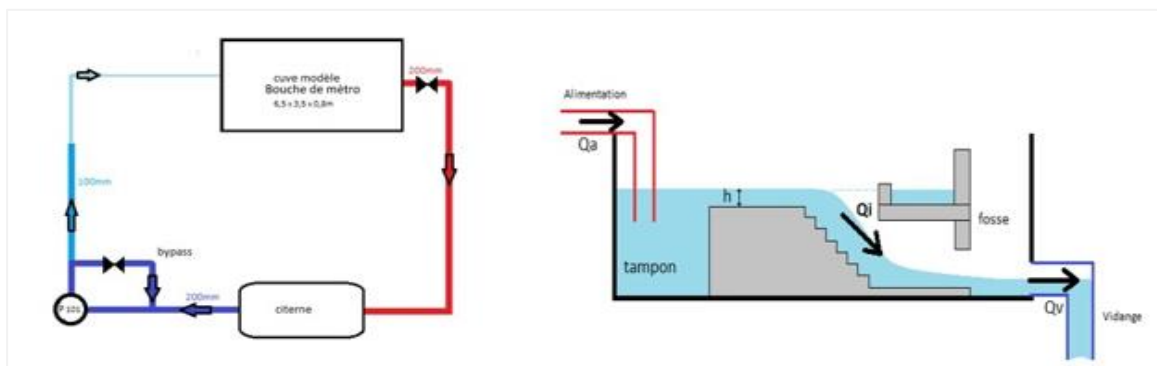 cuve modèle
Bouche de mètro
6,5 x 3,5 x 0,8m
200mm
100mm
bypass
P 101
200mm
citerne
Alimentation
Qa
h
Qi
fosse
tampon
Qv
Vidange